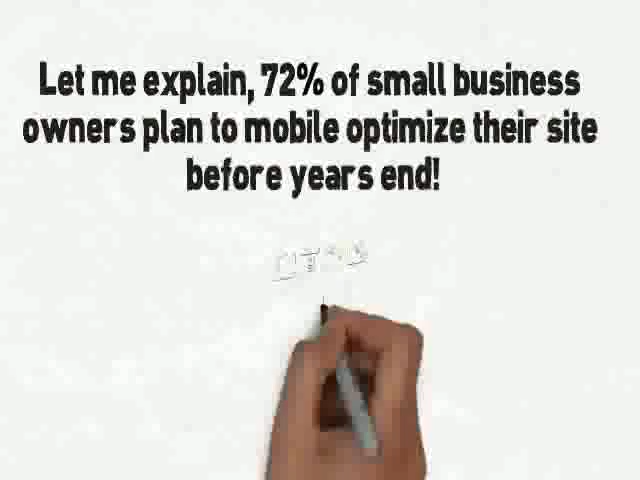 Let me explain, 72% of small business
owners plan to mobile optimize their site
before years end!